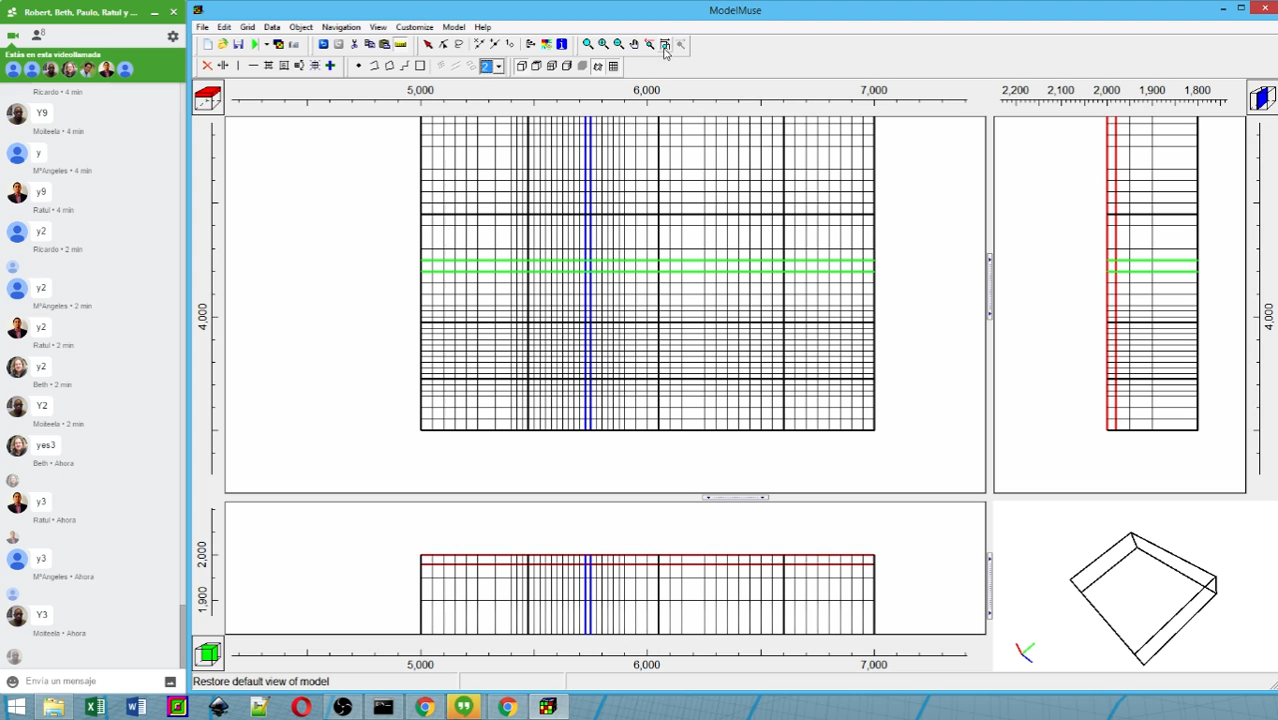 Robert, Beth, Paulo, Ratul y ...
8
Estás en esta videollamada
Ricardo • 4 min
Y9
Moiteela • 4 min
y
MªAngeles • 4 min
y9
Ratul • 4 min
y2
Ricardo • 2 min
y2
MªAngeles • 2 min
y2
Ratul • 2 min
y2
Beth • 2 min
Y2
Moiteela • 2 min
yes3
Beth • Ahora
y3
Ratul • Ahora
y3
MªAngeles • Ahora
Y3
Moiteela • Ahora
Envía un mensaje
ModelMuse
File Edit Grid Data Object Navigation View Customize Model Help
2
5,000 6,000 7,000
2,200 2,100 2,000 1,900 1,800
4,000
4,000
2,000
1,900
5,000 6,000 7,000
Restore default view of model